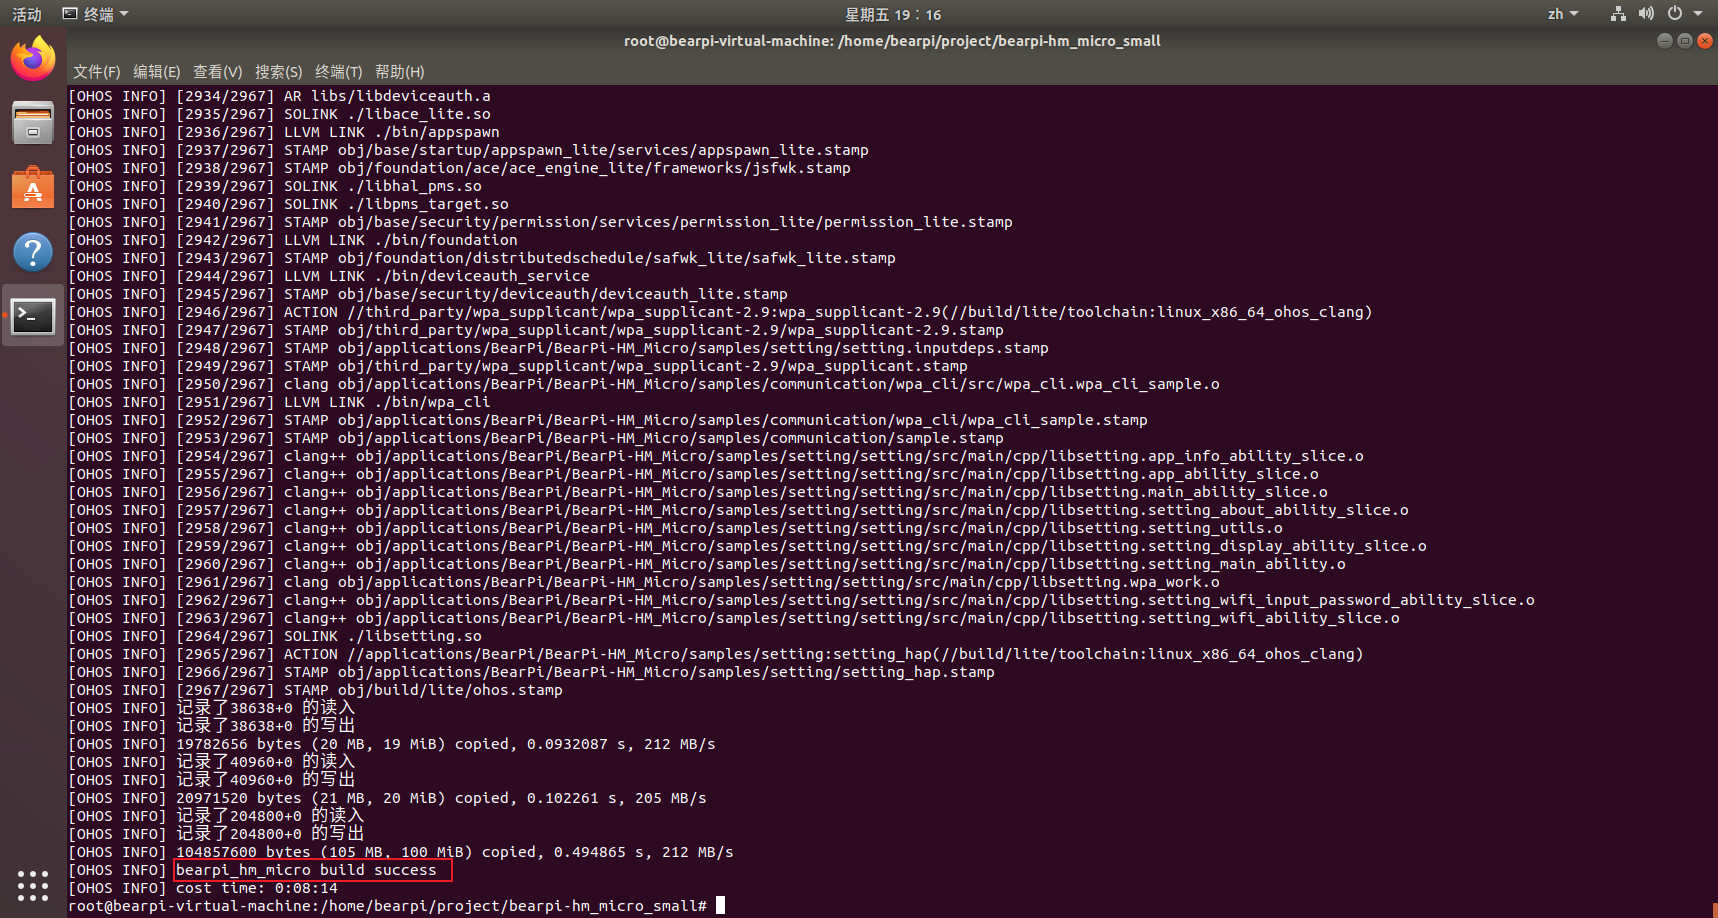 活动
终端
星期五 19：16
zh
root@bearpi-virtual-machine: /home/bearpi/project/bearpi-hm_micro_small
文件(F) 编辑(E) 查看(V) 搜索(S) 终端(T) 帮助(H)
[OHOS INFO] [2934/2967] AR libs/libdeviceauth.a
[OHOS INFO] [2935/2967] SOLINK ./libace_lite.so
[OHOS INFO] [2936/2967] LLVM LINK ./bin/appspawn
[OHOS INFO] [2937/2967] STAMP obj/base/startup/appspawn_lite/services/appspawn_lite.stamp
[OHOS INFO] [2938/2967] STAMP obj/foundation/ace/ace_engine_lite/frameworks/jsfwk.stamp
[OHOS INFO] [2939/2967] SOLINK ./libhal_pms.so
[OHOS INFO] [2940/2967] SOLINK ./libpms_target.so
[OHOS INFO] [2941/2967] STAMP obj/base/security/permission/services/permission_lite/permission_lite.stamp
[OHOS INFO] [2942/2967] LLVM LINK ./bin/foundation
[OHOS INFO] [2943/2967] STAMP obj/foundation/distributedschedule/safwk_lite/safwk_lite.stamp
[OHOS INFO] [2944/2967] LLVM LINK ./bin/deviceauth_service
[OHOS INFO] [2945/2967] STAMP obj/base/security/deviceauth/deviceauth_lite.stamp
[OHOS INFO] [2946/2967] ACTION //third_party/wpa_supplicant/wpa_supplicant-2.9:wpa_supplicant-2.9(//build/lite/toolchain:linux_x86_64_ohos_clang)
[OHOS INFO] [2947/2967] STAMP obj/third_party/wpa_supplicant/wpa_supplicant-2.9/wpa_supplicant-2.9.stamp
[OHOS INFO] [2948/2967] STAMP obj/applications/BearPi/BearPi-HM_Micro/samples/setting/setting.inputdeps.stamp
[OHOS INFO] [2949/2967] STAMP obj/third_party/wpa_supplicant/wpa_supplicant-2.9/wpa_supplicant.stamp
[OHOS INFO] [2950/2967] clang obj/applications/BearPi/BearPi-HM_Micro/samples/communication/wpa_cli/src/wpa_cli.wpa_cli_sample.o
[OHOS INFO] [2951/2967] LLVM LINK ./bin/wpa_cli
[OHOS INFO] [2952/2967] STAMP obj/applications/BearPi/BearPi-HM_Micro/samples/communication/wpa_cli/wpa_cli_sample.stamp
[OHOS INFO] [2953/2967] STAMP obj/applications/BearPi/BearPi-HM_Micro/samples/communication/sample.stamp
[OHOS INFO] [2954/2967] clang++ obj/applications/BearPi/BearPi-HM_Micro/samples/setting/setting/src/main/cpp/libsetting.app_info_ability_slice.o
[OHOS INFO] [2955/2967] clang++ obj/applications/BearPi/BearPi-HM_Micro/samples/setting/setting/src/main/cpp/libsetting.app_ability_slice.o
[OHOS INFO] [2956/2967] clang++ obj/applications/BearPi/BearPi-HM_Micro/samples/setting/setting/src/main/cpp/libsetting.main_ability_slice.o
[OHOS INFO] [2957/2967] clang++ obj/applications/BearPi/BearPi-HM_Micro/samples/setting/setting/src/main/cpp/libsetting.setting_about_ability_slice.o
[OHOS INFO] [2958/2967] clang++ obj/applications/BearPi/BearPi-HM_Micro/samples/setting/setting/src/main/cpp/libsetting.setting_utils.o
[OHOS INFO] [2959/2967] clang++ obj/applications/BearPi/BearPi-HM_Micro/samples/setting/setting/src/main/cpp/libsetting.setting_display_ability_slice.o
[OHOS INFO] [2960/2967] clang++ obj/applications/BearPi/BearPi-HM_Micro/samples/setting/setting/src/main/cpp/libsetting.setting_main_ability.o
[OHOS INFO] [2961/2967] clang obj/applications/BearPi/BearPi-HM_Micro/samples/setting/setting/src/main/cpp/libsetting.wpa_work.o
[OHOS INFO] [2962/2967] clang++ obj/applications/BearPi/BearPi-HM_Micro/samples/setting/setting/src/main/cpp/libsetting.setting_wifi_input_password_ability_slice.o
[OHOS INFO] [2963/2967] clang++ obj/applications/BearPi/BearPi-HM_Micro/samples/setting/setting/src/main/cpp/libsetting.setting_wifi_ability_slice.o
[OHOS INFO] [2964/2967] SOLINK ./libsetting.so
[OHOS INFO] [2965/2967] ACTION //applications/BearPi/BearPi-HM_Micro/samples/setting:setting_hap(//build/lite/toolchain:linux_x86_64_ohos_clang)
[OHOS INFO] [2966/2967] STAMP obj/applications/BearPi/BearPi-HM_Micro/samples/setting/setting_hap.stamp
[OHOS INFO] [2967/2967] STAMP obj/build/lite/ohos.stamp
[OHOS INFO] 记录了38638+0 的读入
[OHOS INFO] 记录了38638+0 的写出
[OHOS INFO] 19782656 bytes (20 MB, 19 MiB) copied, 0.0932087 s, 212 MB/s
[OHOS INFO] 记录了40960+0 的读入
[OHOS INFO] 记录了40960+0 的写出
[OHOS INFO] 20971520 bytes (21 MB, 20 MiB) copied, 0.102261 s, 205 MB/s
[OHOS INFO] 记录了204800+0 的读入
[OHOS INFO] 记录了204800+0 的写出
[OHOS INFO] 104857600 bytes (105 MB, 100 MiB) copied, 0.494865 s, 212 MB/s
[OHOS INFO] bearpi_hm_micro build success
[OHOS INFO] cost time: 0:08:14
root@bearpi-virtual-machine:/home/bearpi/project/bearpi-hm_micro_small#